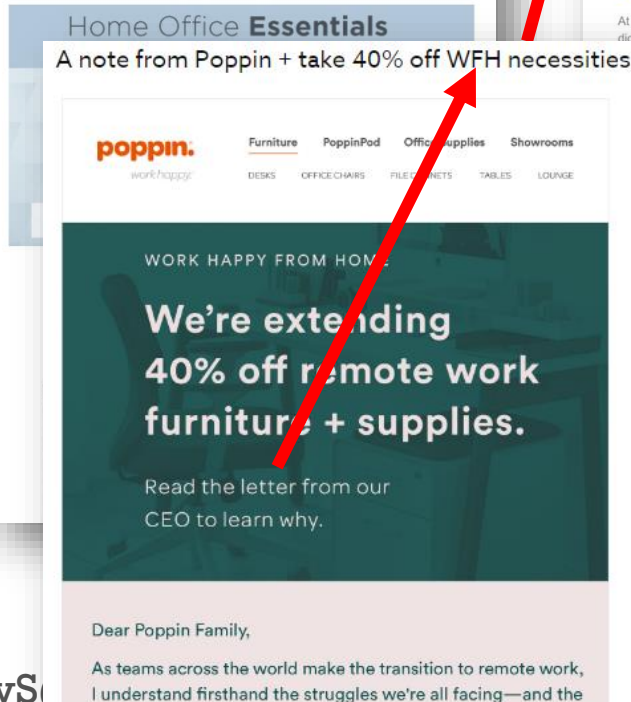 Home Office Essentials
At
A note from Poppin + take 40% off WFH necessities
poppin.
work happy.
Furniture PoppinPod Office Supplies Showrooms
DESKS OFFICE CHAIRS FILE CABINETS TABLES LOUNGE
WORK HAPPY FROM HOME
We're extending
40% off remote work
furniture + supplies.
Read the letter from our
CEO to learn why.
Dear Poppin Family,
As teams across the world make the transition to remote work,
I understand firsthand the struggles we're all facing—and the